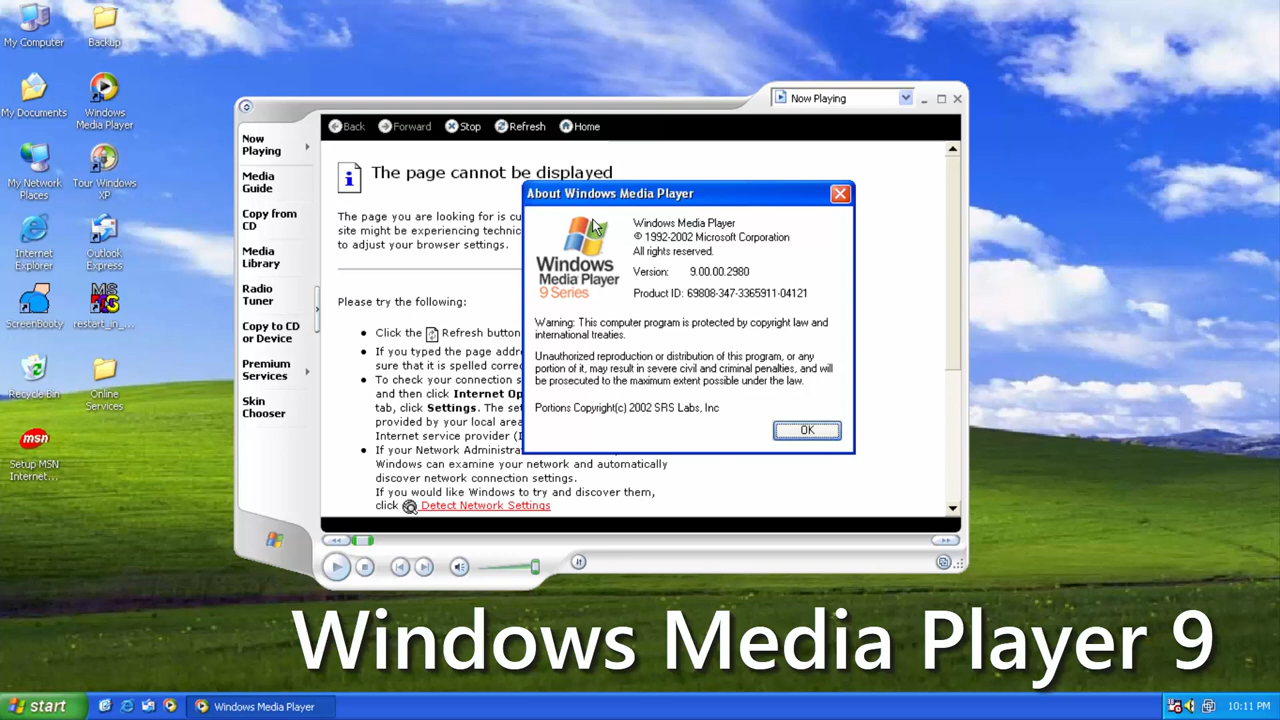 My Computer
Backup
My Documents
Windows
Media Player
My Network
Places
Tour Windows
XP
Internet
Explorer
Outlook
Express
ScreenBooty
restart_in_...
Recycle Bin
Online
Services
msn
Setup MSN
Internet...
Now Playing
Now
Playing
Media
Guide
Copy from
CD
Media
Library
Radio
Tuner
Copy to CD
or Device
Premium
Services
Skin
Chooser
Back Forward Stop Refresh Home
The page cannot be displayed
The page you are looking for is cu
site might be experiencing techni
to adjust your browser settings.
Please try the following:
Click the Refresh button
If you typed the page addre
sure that it is spelled correc
To check your connection s
and then click Internet Op
tab, click Settings. The set
provided by your local area
Internet service provider (I
If your Network Administra
Windows can examine your network and automatically
discover network connection settings.
If you would like Windows to try and discover them,
click Detect Network Settings
About Windows Media Player
Windows
Media Player
9 Series
Windows Media Player
© 1992-2002 Microsoft Corporation
All rights reserved.
Version: 9.00.00.2980
Product ID: 69808-347-3365911-04121
Warning: This computer program is protected by copyright law and
international treaties.
Unauthorized reproduction or distribution of this program, or any
portion of it, may result in severe civil and criminal penalties, and will
be prosecuted to the maximum extent possible under the law.
Portions Copyright(c) 2002 SRS Labs, Inc
OK
Windows Media Player 9
start
Windows Media Player
10:11 PM